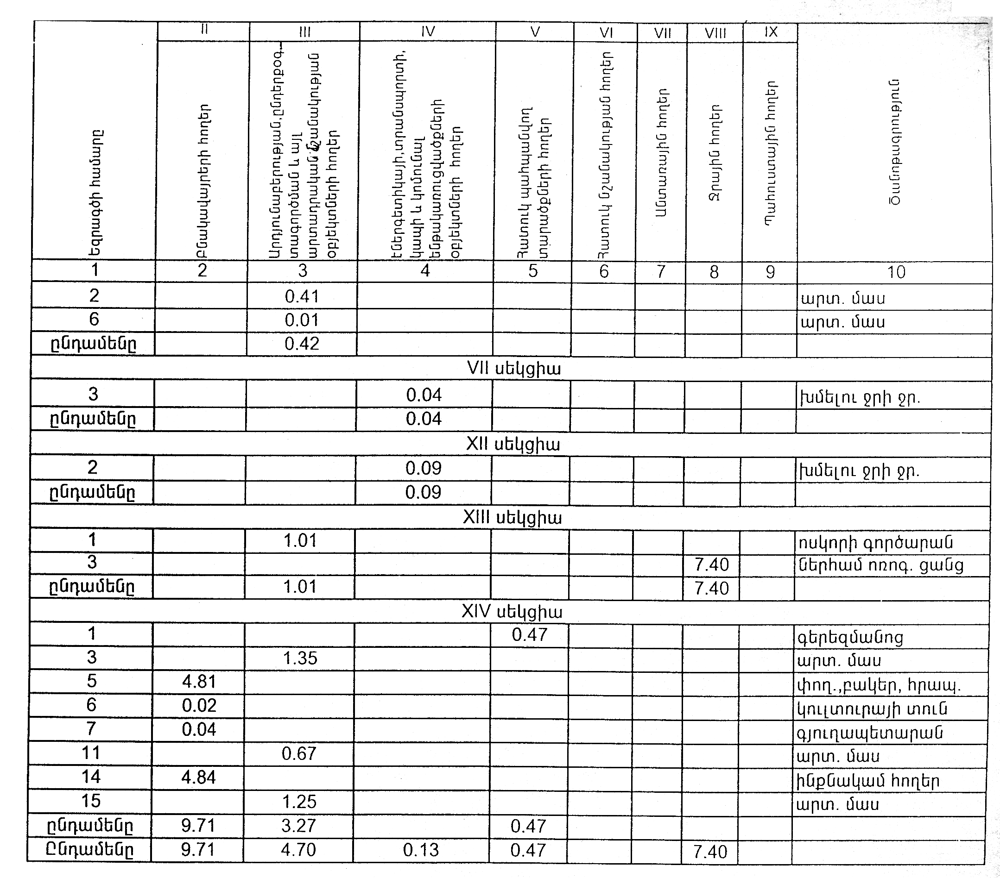 II III IV V VI VII VIII IX
Եզրագծի համարը
Բնակավայրերի հողեր
Արդյունաբերության,ընդերքօգ-
տագործման և այլ
արտադրական նշանակության
օբյեկտների հողեր
Էներգետիկայի,տրանսպորտի,
կապի և կոմունալ
ենթակառուցվածքների
օբյեկտների հողեր
Հատուկ պահպանվող
տարածքների հողեր
Հատուկ նշանակության հողեր
Անտառային հողեր
Ջրային հողեր
Պահուստային հողեր
Ծանոթություն
1 2 3 4 5 6 7 8 9 10
2 0.41 արտ. մաս
6 0.01 արտ. մաս
ընդամենը 0.42
VII սեկցիա
3 0.04 խմելու ջրի ջր.
ընդամենը 0.04
XII սեկցիա
2 0.09 խմելու ջրի ջր.
ընդամենը 0.09
XIII սեկցիա
1 1.01 ոսկորի գործարան
3 7.40 ներհամ ոռոգ. ցանց
ընդամենը 1.01 7.40
XIV սեկցիա
1 0.47 գերեզմանոց
3 1.35 արտ. մաս
5 4.81 փող.,բակեր, հրապ.
6 0.02 կուլտուրայի տուն
7 0.04 գյուղապետարան
11 0.67 արտ. մաս
14 4.84 ինքնակամ հողեր
15 1.25 արտ. մաս
ընդամենը 9.71 3.27 0.47
Ընդամենը 9.71 4.70 0.13 0.47 7.40